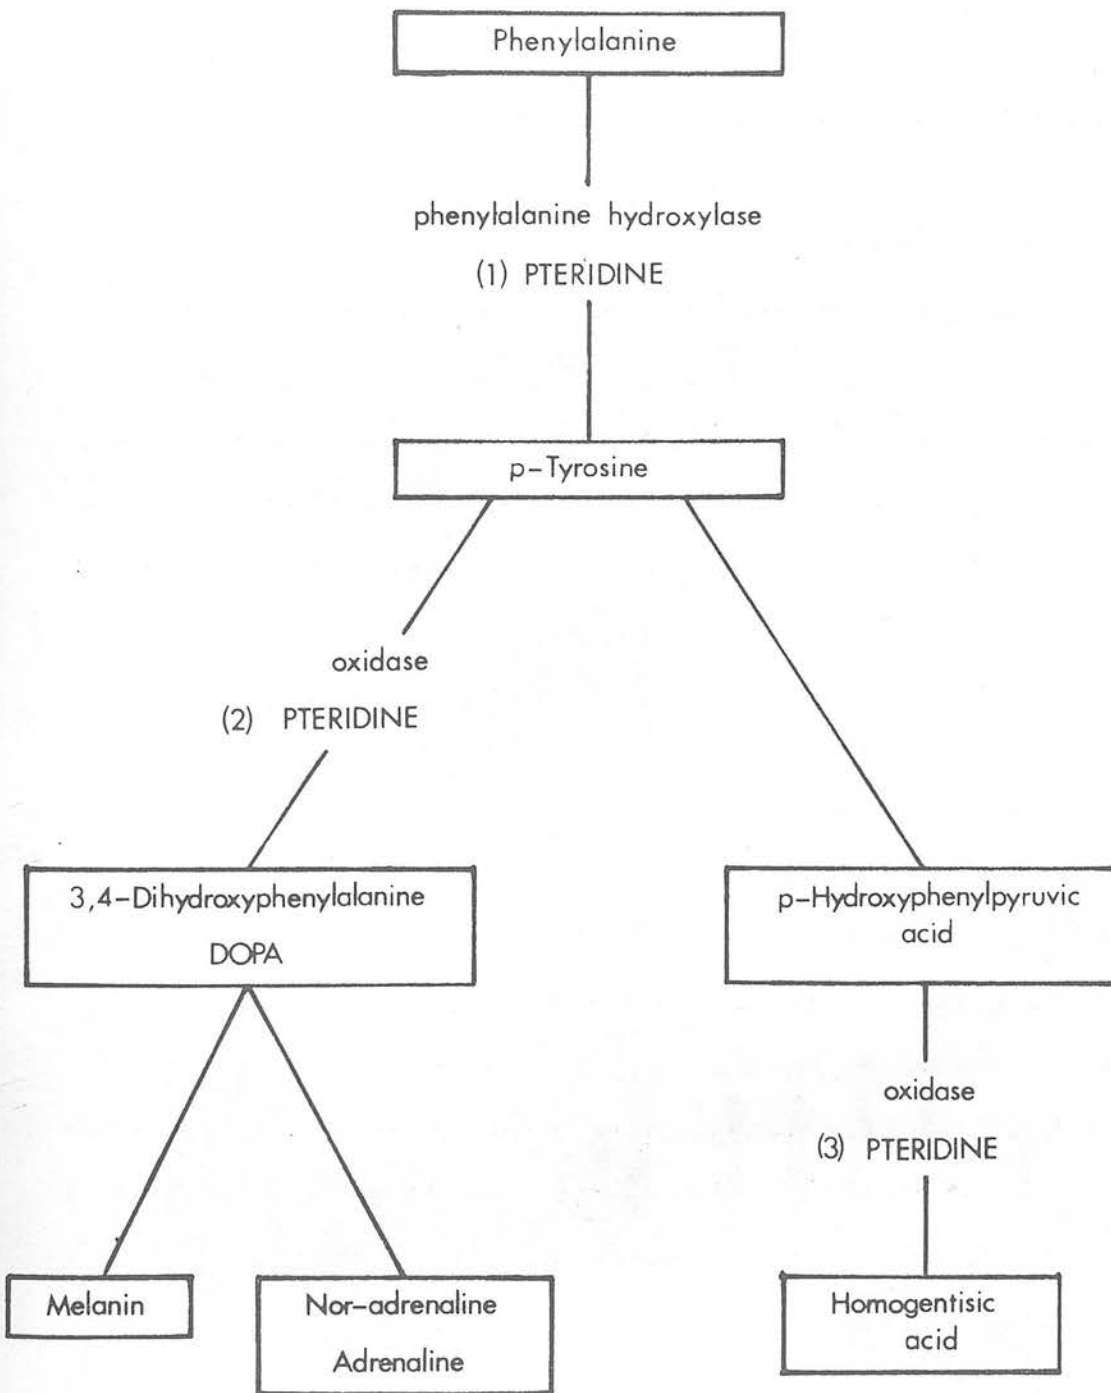 Phenylalanine
phenylalanine hydroxylase
(1) PTERIDINE
p-Tyrosine
oxidase
(2) PTERIDINE
3,4-Dihydroxyphenylalanine
DOPA
p-Hydroxyphenylpyruvic
acid
oxidase
(3) PTERIDINE
Melanin
Nor-adrenaline
Adrenaline
Homogentisic
acid